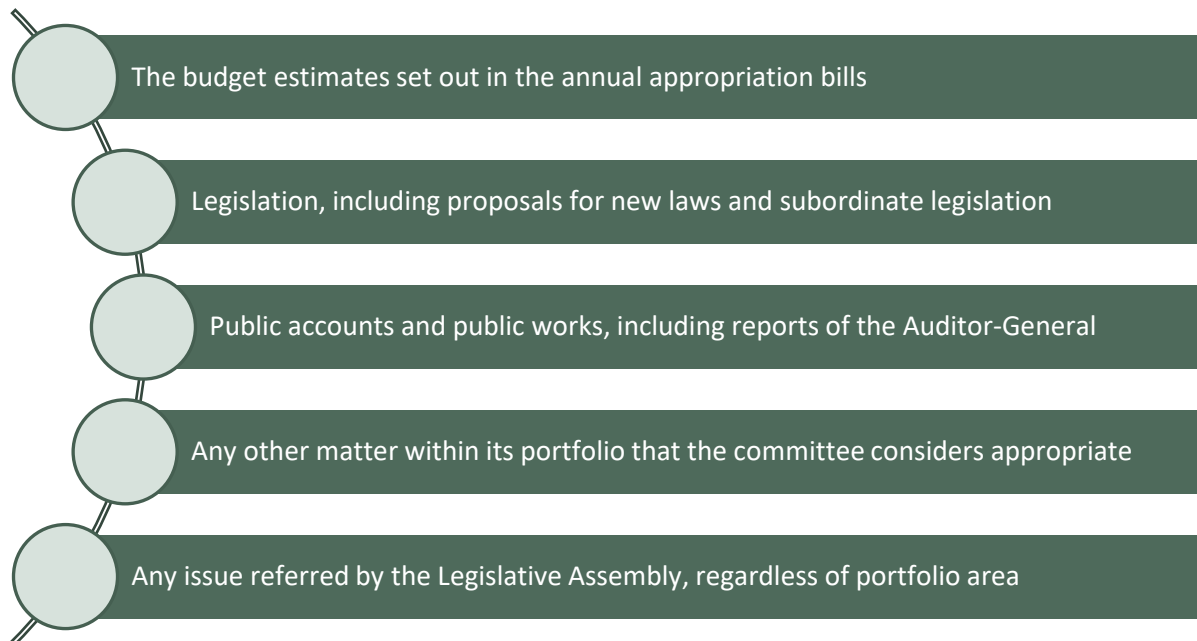 The budget estimates set out in the annual appropriation bills
Legislation, including proposals for new laws and subordinate legislation
Public accounts and public works, including reports of the Auditor-General
Any other matter within its portfolio that the committee considers appropriate
Any issue referred by the Legislative Assembly, regardless of portfolio area